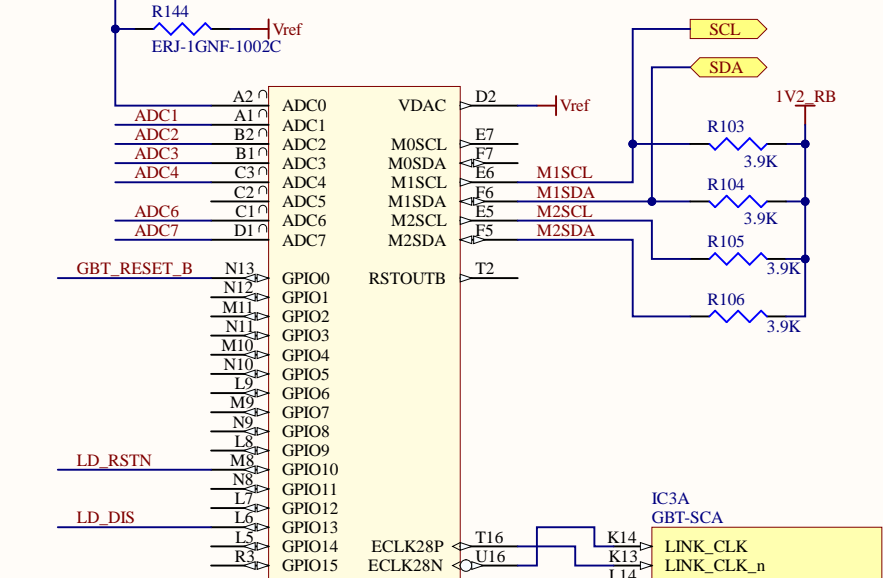 R144
ERJ-1GNF-1002C
Vref
SCL
SDA
1V2_RB
A2 ADC0 VDAC D2 Vref
ADC1 A1 ADC1
ADC2 B2 ADC2 M0SCL E7
ADC3 B1 ADC3 M0SDA F7
ADC4 C3 ADC4 M1SCL E6 M1SCL
C2 ADC5 M1SDA F6 M1SDA
ADC6 C1 ADC6 M2SCL E5 M2SCL
ADC7 D1 ADC7 M2SDA F5 M2SDA
R103
3.9K
R104
3.9K
R105
3.9K
R106
3.9K
GBT_RESET_B N13 GPIO0 RSTOUTB T2
N12 GPIO1
M11 GPIO2
N11 GPIO3
M10 GPIO4
N10 GPIO5
L9 GPIO6
M9 GPIO7
N9 GPIO8
L8 GPIO9
LD_RSTN M8 GPIO10
N8 GPIO11
L7 GPIO12
LD_DIS L6 GPIO13
L5 GPIO14 ECLK28P T16
R3 GPIO15 ECLK28N U16
IC3A
GBT-SCA
K14 LINK_CLK
K13 LINK_CLK_n
L14